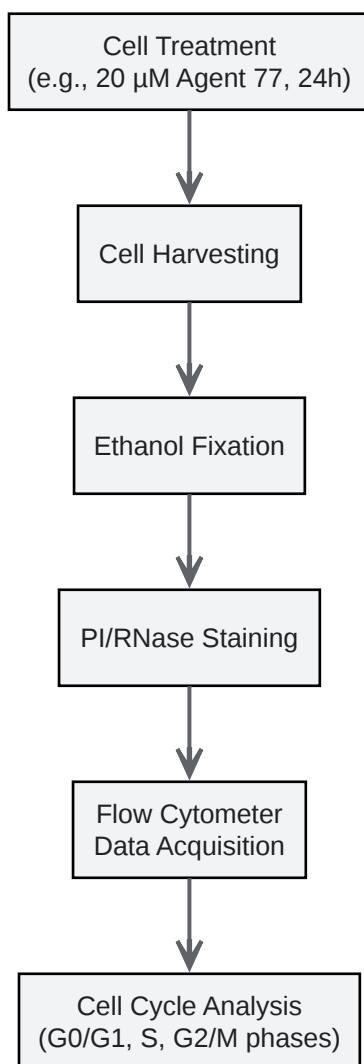 Cell Treatment
(e.g., 20 µM Agent 77, 24h)
Cell Harvesting
Ethanol Fixation
PI/RNase Staining
Flow Cytometer
Data Acquisition
Cell Cycle Analysis
(G0/G1, S, G2/M phases)